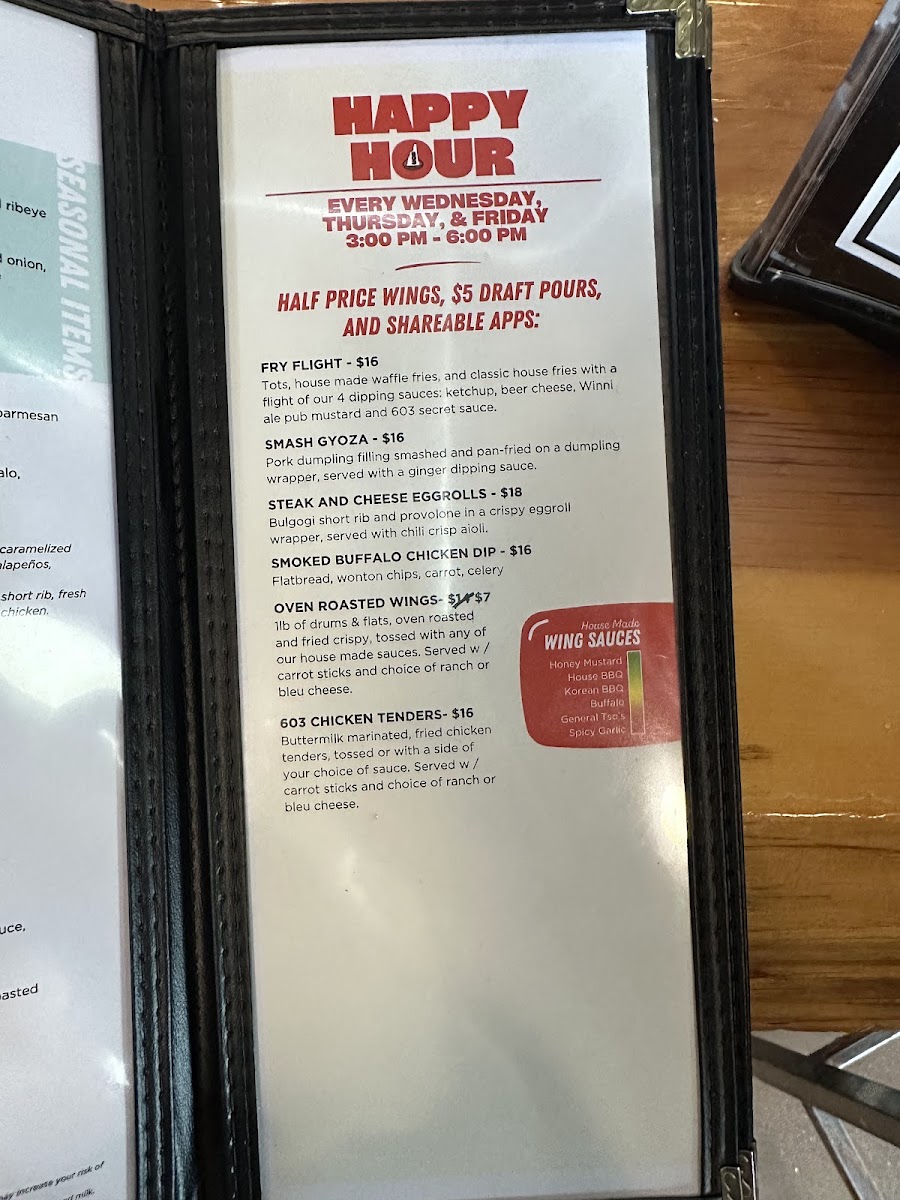 SEASONAL ITEMS
ribeye
onion,
parmesan
alo,
caramelized
alapeños,
short rib, fresh
chicken.
uce,
asted
may increase your risk of
milk.
HAPPY
HOUR
EVERY WEDNESDAY,
THURSDAY, & FRIDAY
3:00 PM - 6:00 PM
HALF PRICE WINGS, $5 DRAFT POURS,
AND SHAREABLE APPS:
FRY FLIGHT - $16
Tots, house made waffle fries, and classic house fries with a
flight of our 4 dipping sauces: ketchup, beer cheese, Winni
ale pub mustard and 603 secret sauce.
SMASH GYOZA - $16
Pork dumpling filling smashed and pan-fried on a dumpling
wrapper, served with a ginger dipping sauce.
STEAK AND CHEESE EGGROLLS - $18
Bulgogi short rib and provolone in a crispy eggroll
wrapper, served with chili crisp aioli.
SMOKED BUFFALO CHICKEN DIP - $16
Flatbread, wonton chips, carrot, celery
OVEN ROASTED WINGS- $14 $7
1lb of drums & flats, oven roasted
and fried crispy, tossed with any of
our house made sauces. Served w /
carrot sticks and choice of ranch or
bleu cheese.
603 CHICKEN TENDERS- $16
Buttermilk marinated, fried chicken
tenders, tossed or with a side of
your choice of sauce. Served w /
carrot sticks and choice of ranch or
bleu cheese.
House Made
WING SAUCES
Honey Mustard
House BBQ
Korean BBQ
Buffalo
General Tso's
Spicy Garlic